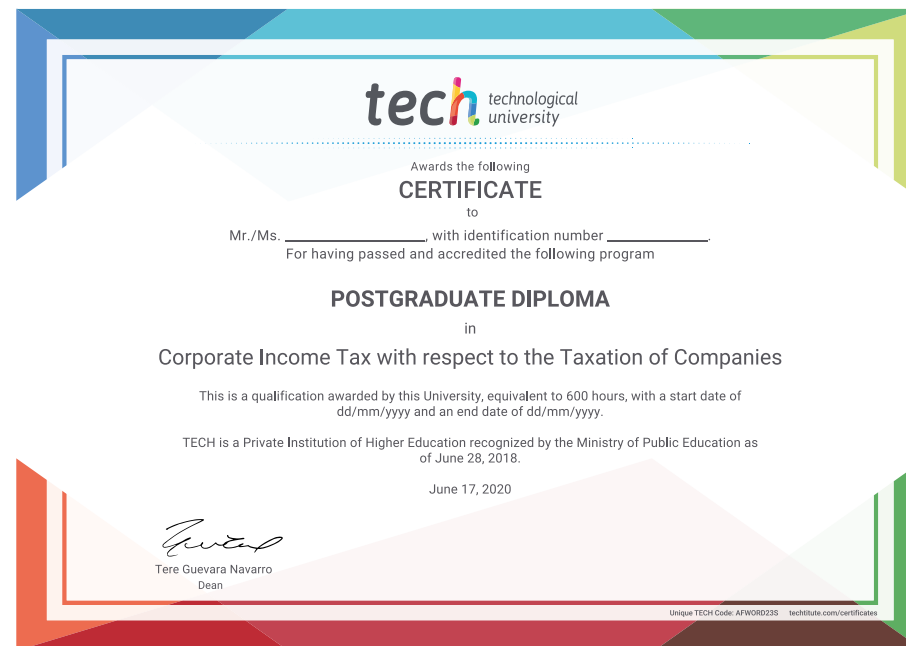 tech technological
university
Awards the following
CERTIFICATE
to
Mr./Ms. ____________________, with identification number ______________.
For having passed and accredited the following program
POSTGRADUATE DIPLOMA
in
Corporate Income Tax with respect to the Taxation of Companies
This is a qualification awarded by this University, equivalent to 600 hours, with a start date of
dd/mm/yyyy and an end date of dd/mm/yyyy.
TECH is a Private Institution of Higher Education recognized by the Ministry of Public Education as
of June 28, 2018.
June 17, 2020
Tere Guevara Navarro
Dean
Unique TECH Code: AFWORD23S techtitute.com/certificates